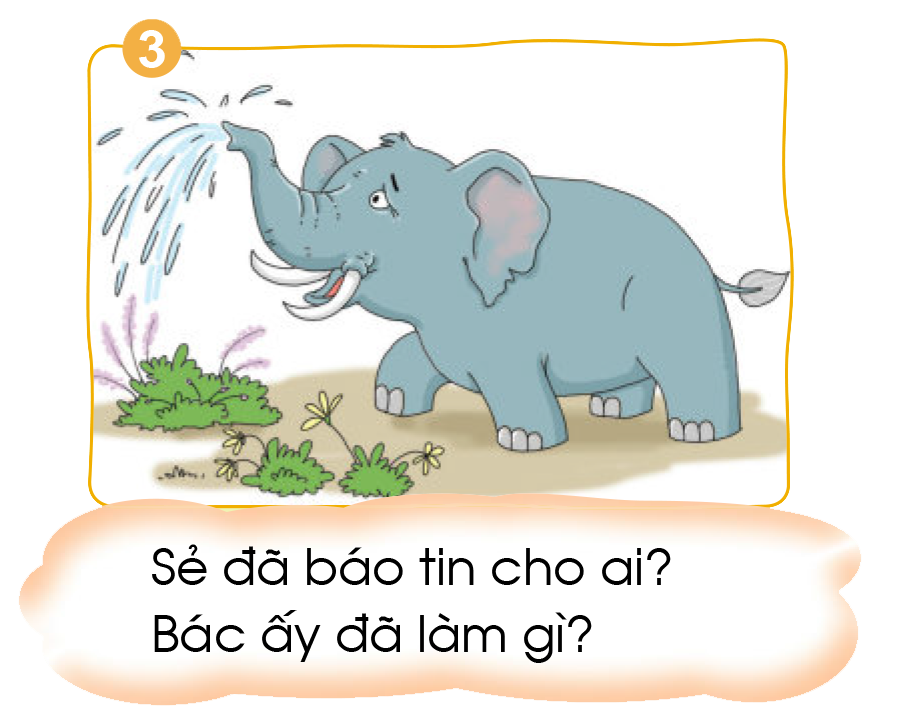 3
Sẻ đã báo tin cho ai?
Bác ấy đã làm gì?